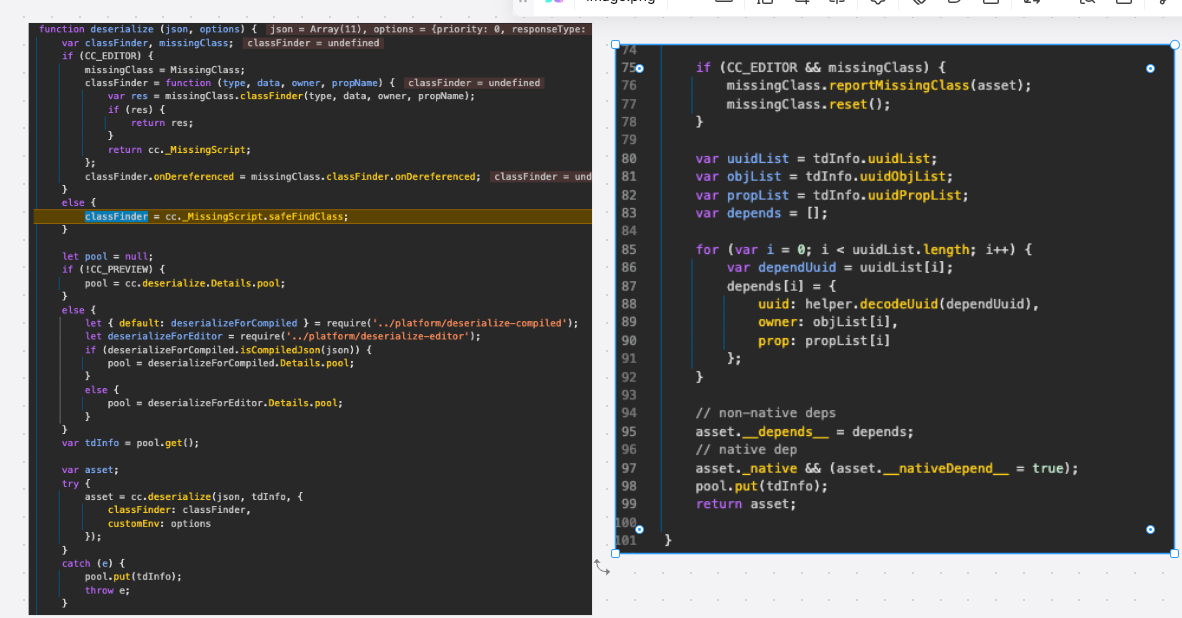 image.png
function deserialize (json, options) { json = Array(11), options = {priority: 0, responseType:
    var classFinder, missingClass; classFinder = undefined
    if (CC_EDITOR) {
        missingClass = MissingClass;
        classFinder = function (type, data, owner, propName) { classFinder = undefined
            var res = missingClass.classFinder(type, data, owner, propName);
            if (res) {
                return res;
            }
            return cc._MissingScript;
        };
        classFinder.onDereferenced = missingClass.classFinder.onDereferenced; classFinder = und
    }
    else {
        classFinder = cc._MissingScript.safeFindClass;
    }
    let pool = null;
    if (!CC_PREVIEW) {
        pool = cc.deserialize.Details.pool;
    }
    else {
        let { default: deserializeForCompiled } = require('../platform/deserialize-compiled');
        let deserializeForEditor = require('../platform/deserialize-editor');
        if (deserializeForCompiled.isCompiledJson(json)) {
            pool = deserializeForCompiled.Details.pool;
        }
        else {
            pool = deserializeForEditor.Details.pool;
        }
    }
    var tdInfo = pool.get();
    var asset;
    try {
        asset = cc.deserialize(json, tdInfo, {
            classFinder: classFinder,
            customEnv: options
        });
    }
    catch (e) {
        pool.put(tdInfo);
        throw e;
    }
74
75 if (CC_EDITOR && missingClass) {
76 missingClass.reportMissingClass(asset);
77 missingClass.reset();
78 }
79
80 var uuidList = tdInfo.uuidList;
81 var objList = tdInfo.uuidObjList;
82 var propList = tdInfo.uuidPropList;
83 var depends = [];
84
85 for (var i = 0; i < uuidList.length; i++) {
86 var dependUuid = uuidList[i];
87 depends[i] = {
88 uuid: helper.decodeUuid(dependUuid),
89 owner: objList[i],
90 prop: propList[i]
91 };
92 }
93
94 // non-native deps
95 asset.__depends__ = depends;
96 // native dep
97 asset._native && (asset.__nativeDepend__ = true);
98 pool.put(tdInfo);
99 return asset;
100
101 }